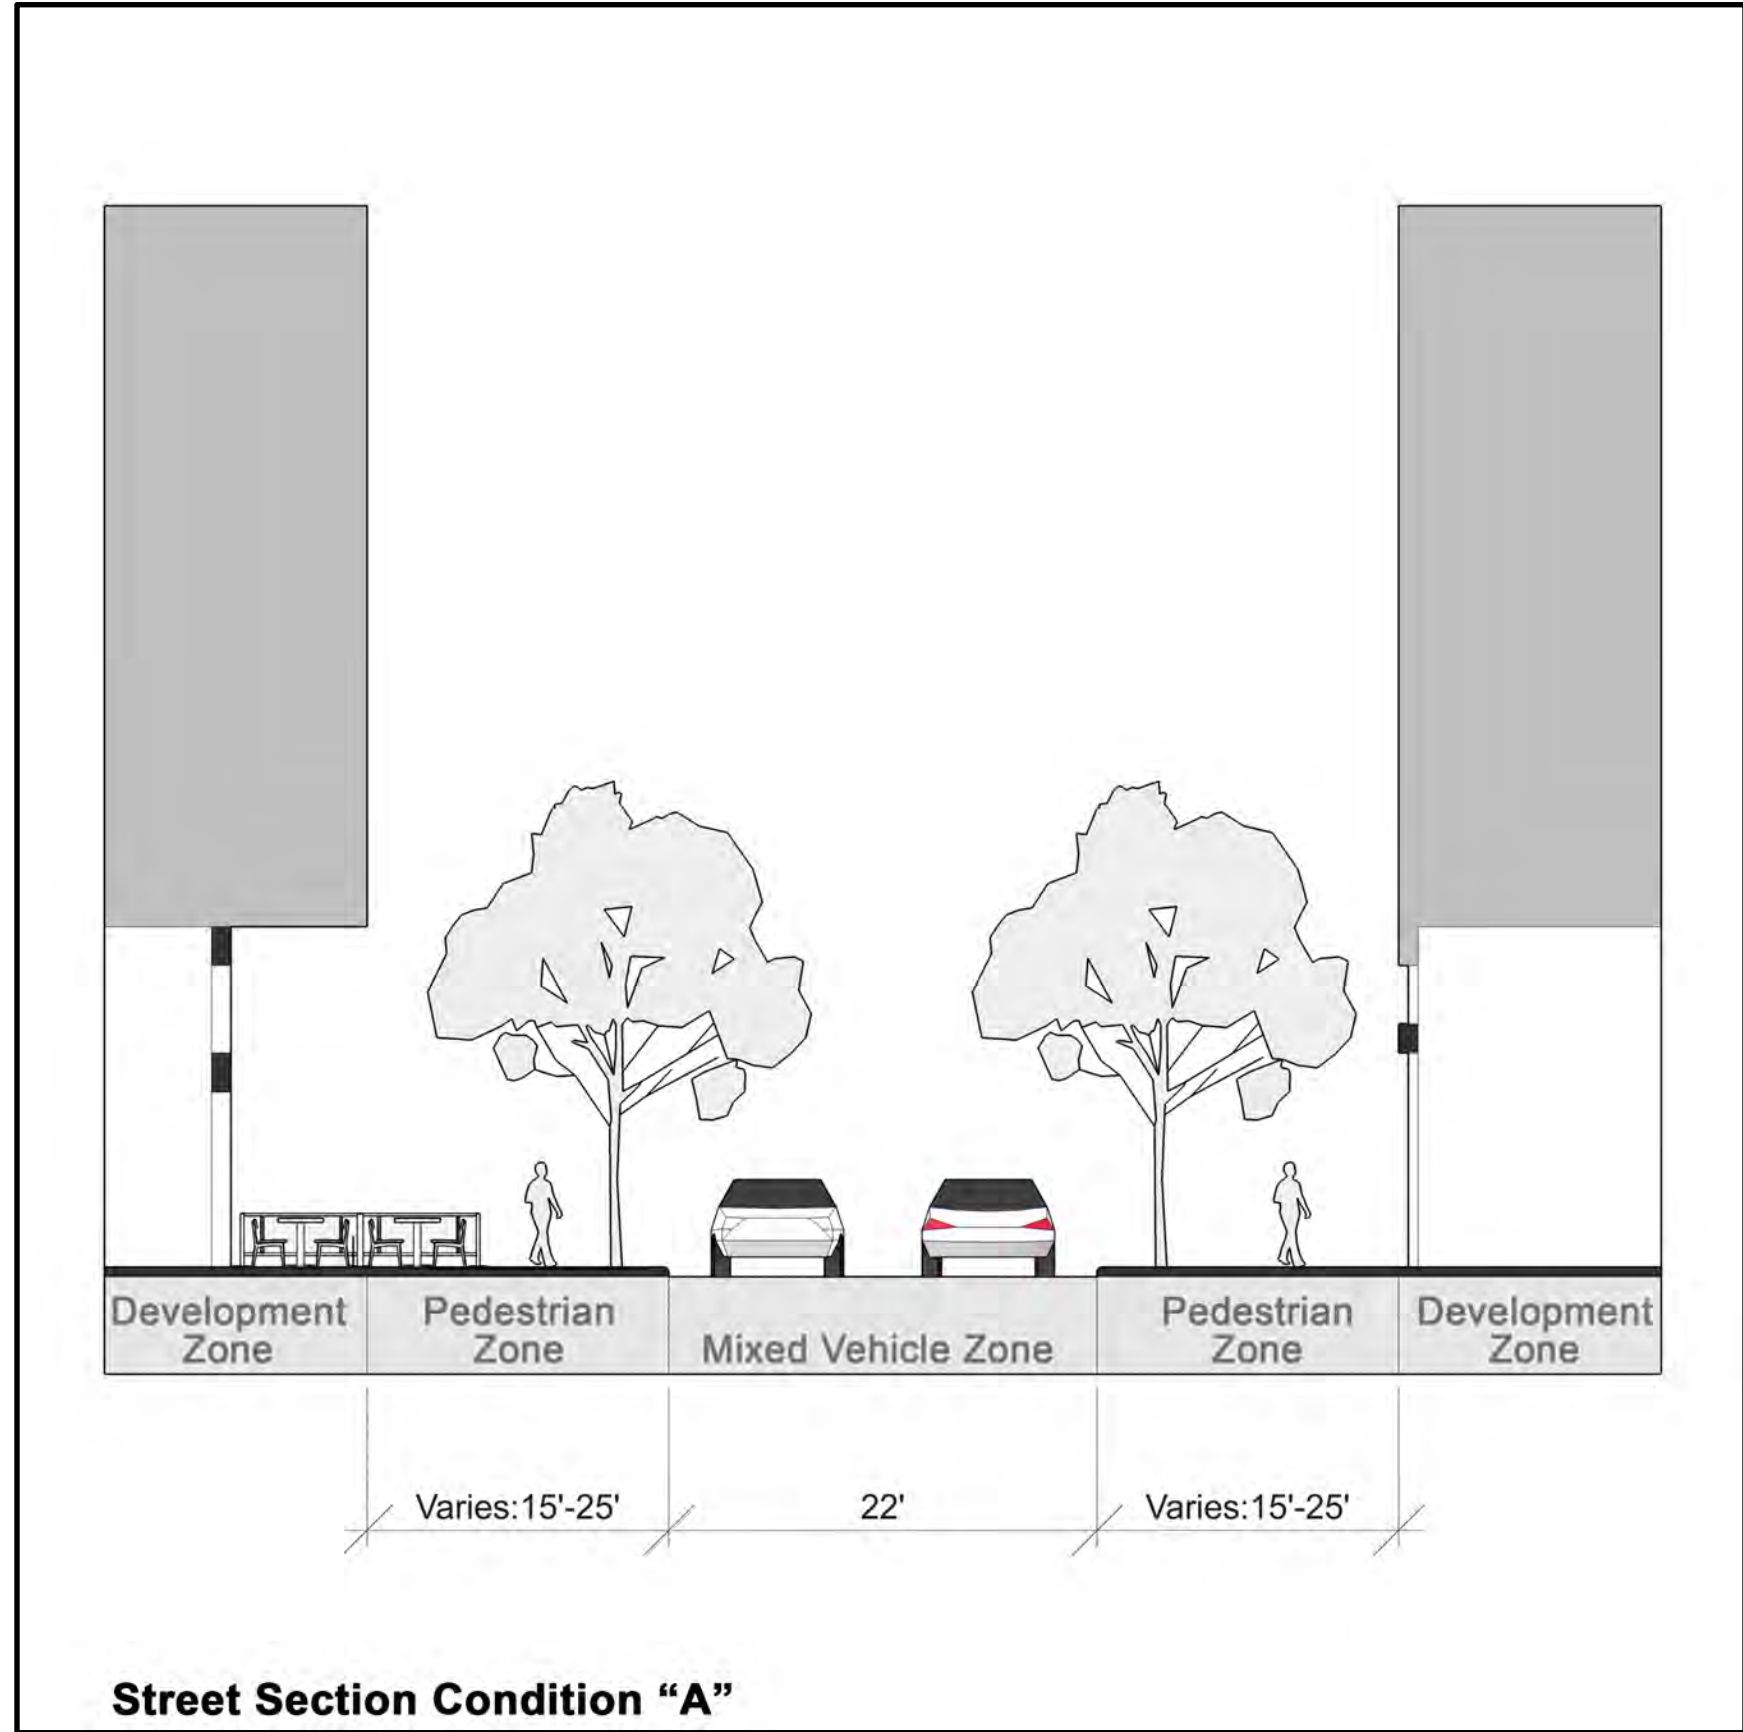 Development
Zone
Pedestrian
Zone
Mixed Vehicle Zone
Pedestrian
Zone
Development
Zone
Varies:15'-25'
22'
Varies:15'-25'
Street Section Condition “A”